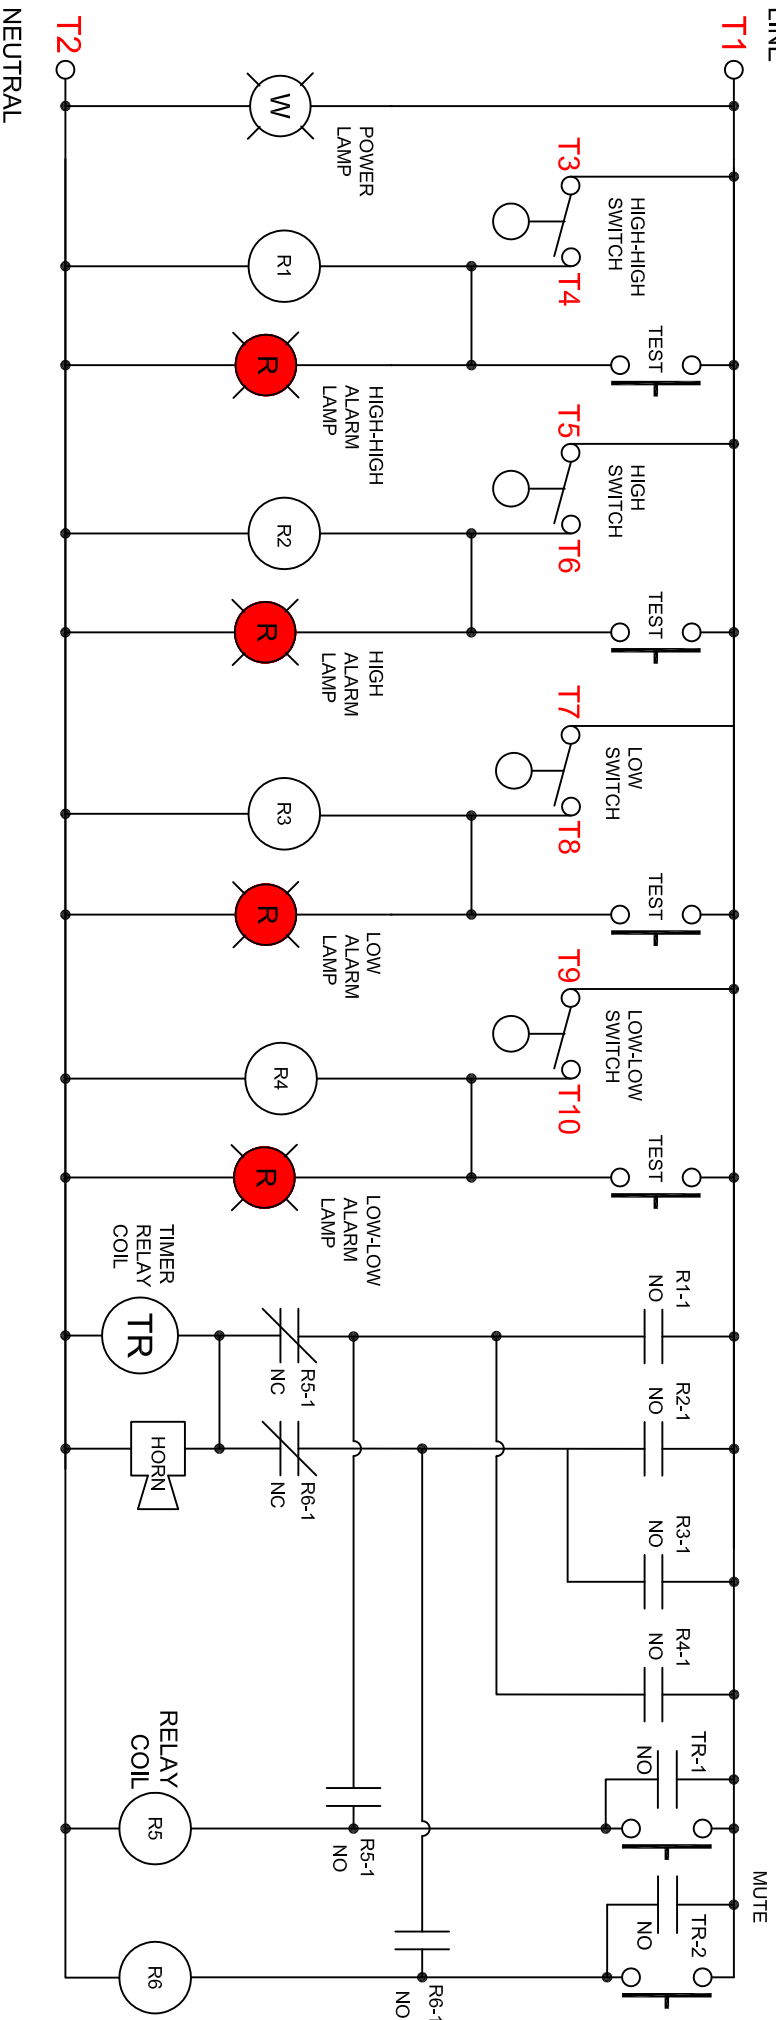 LINE
T1
T2
NEUTRAL
W
POWER
LAMP
T3
HIGH-HIGH
SWITCH
T4
R1
TEST
R
HIGH-HIGH
ALARM
LAMP
T5
HIGH
SWITCH
T6
R2
TEST
R
HIGH
ALARM
LAMP
T7
LOW
SWITCH
T8
R3
TEST
R
LOW
ALARM
LAMP
T9
LOW-LOW
SWITCH
T10
R4
TEST
R
LOW-LOW
ALARM
LAMP
R1-1
NO
R5-1
NC
TIMER
RELAY
COIL
TR
R2-1
NO
R6-1
NC
HORN
R3-1
NO
R4-1
NO
TR-1
NO
R5-1
NO
RELAY
COIL
R5
MUTE
TR-2
NO
R6-1
NO
R6